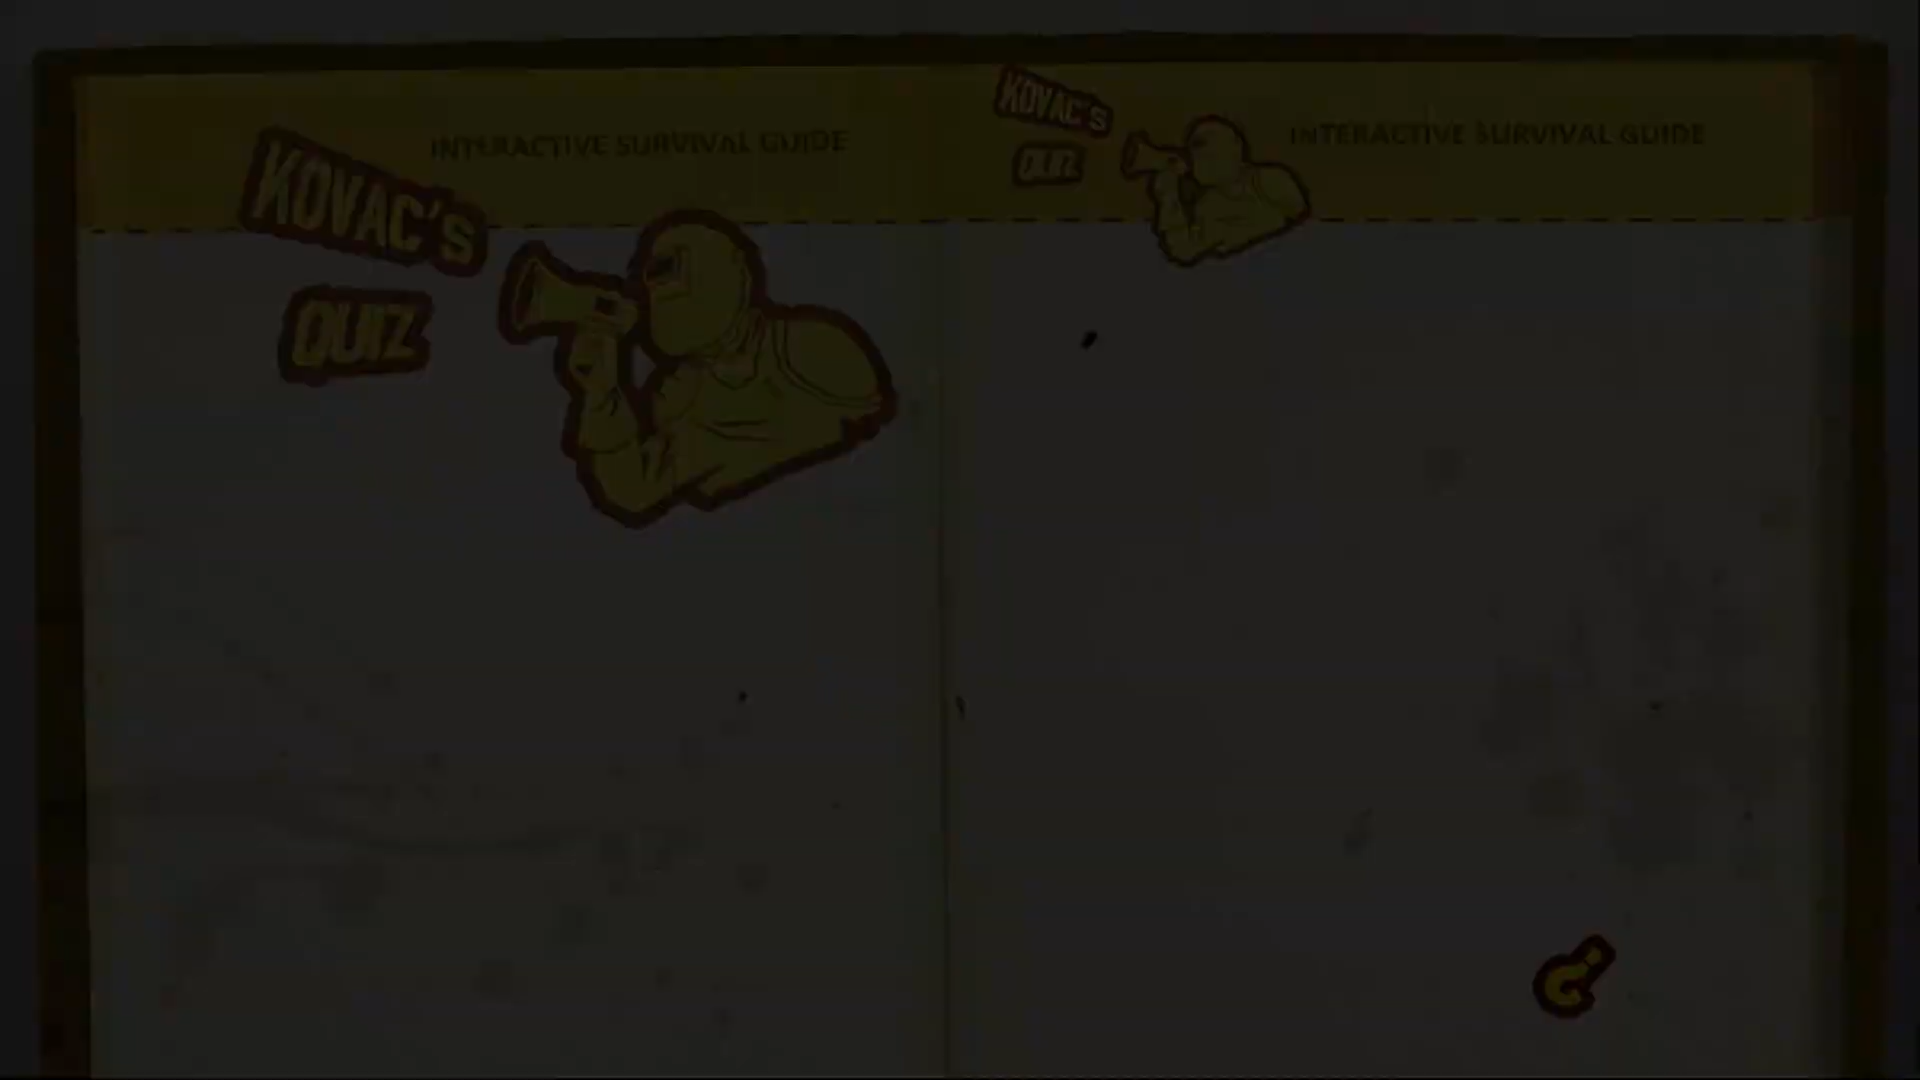 INTERACTIVE SURVIVAL GUIDE
KOVAC'S
QUIZ
KOVAC'S
QUIZ
INTERACTIVE SURVIVAL GUIDE
?